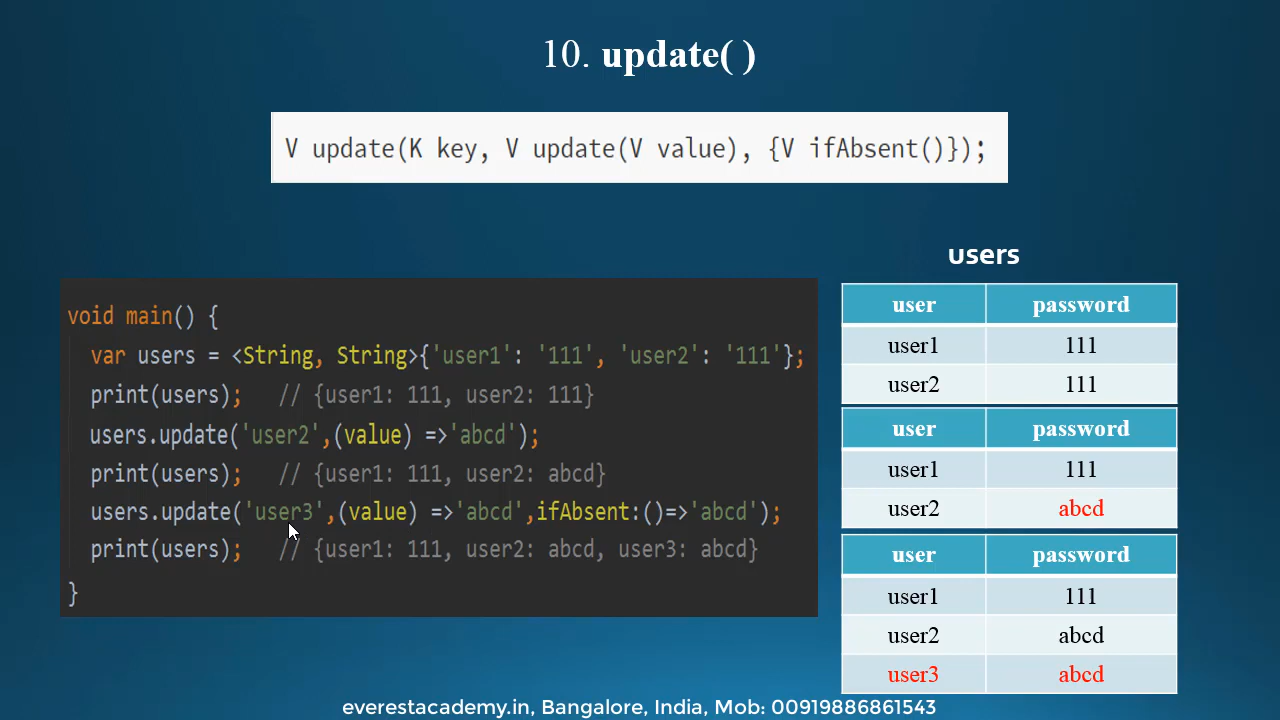 10. update( )
V update(K key, V update(V value), {V ifAbsent()});
void main() {
var users = <String, String>{'user1': '111', 'user2': '111'};
print(users);   // {user1: 111, user2: 111}
users.update('user2',(value) =>'abcd');
print(users);   // {user1: 111, user2: abcd}
users.update('user3',(value) =>'abcd',ifAbsent:()=>'abcd');
print(users);   // {user1: 111, user2: abcd, user3: abcd}
}
users
user password
user1 111
user2 111
user password
user1 111
user2 abcd
user password
user1 111
user2 abcd
user3 abcd
everestacademy.in, Bangalore, India, Mob: 00919886861543